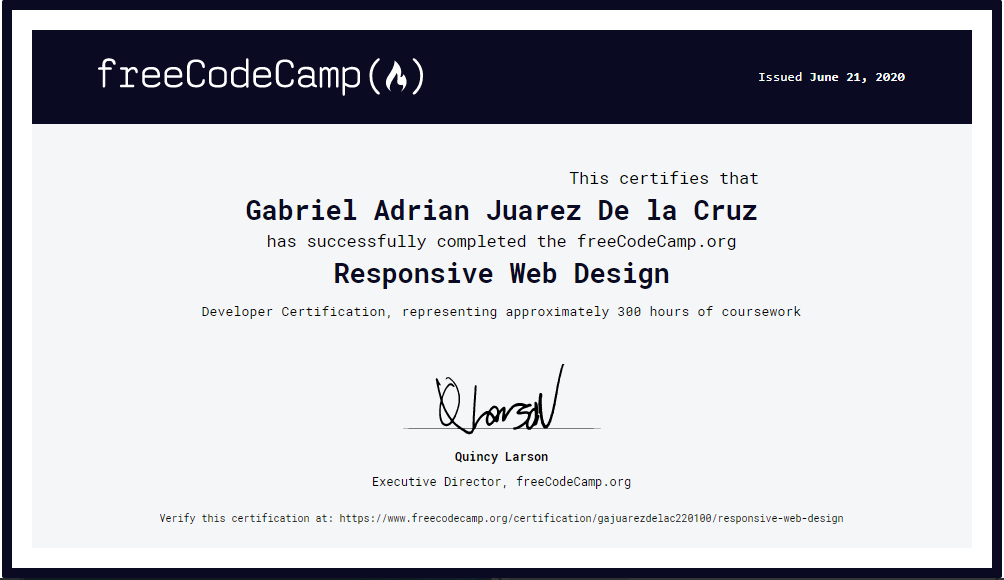 freeCodeCamp(🔥)
Issued June 21, 2020
This certifies that
Gabriel Adrian Juarez De la Cruz
has successfully completed the freeCodeCamp.org
Responsive Web Design
Developer Certification, representing approximately 300 hours of coursework
Q Larson
Quincy Larson
Executive Director, freeCodeCamp.org
Verify this certification at: https://www.freecodecamp.org/certification/gajuarezdelac220100/responsive-web-design